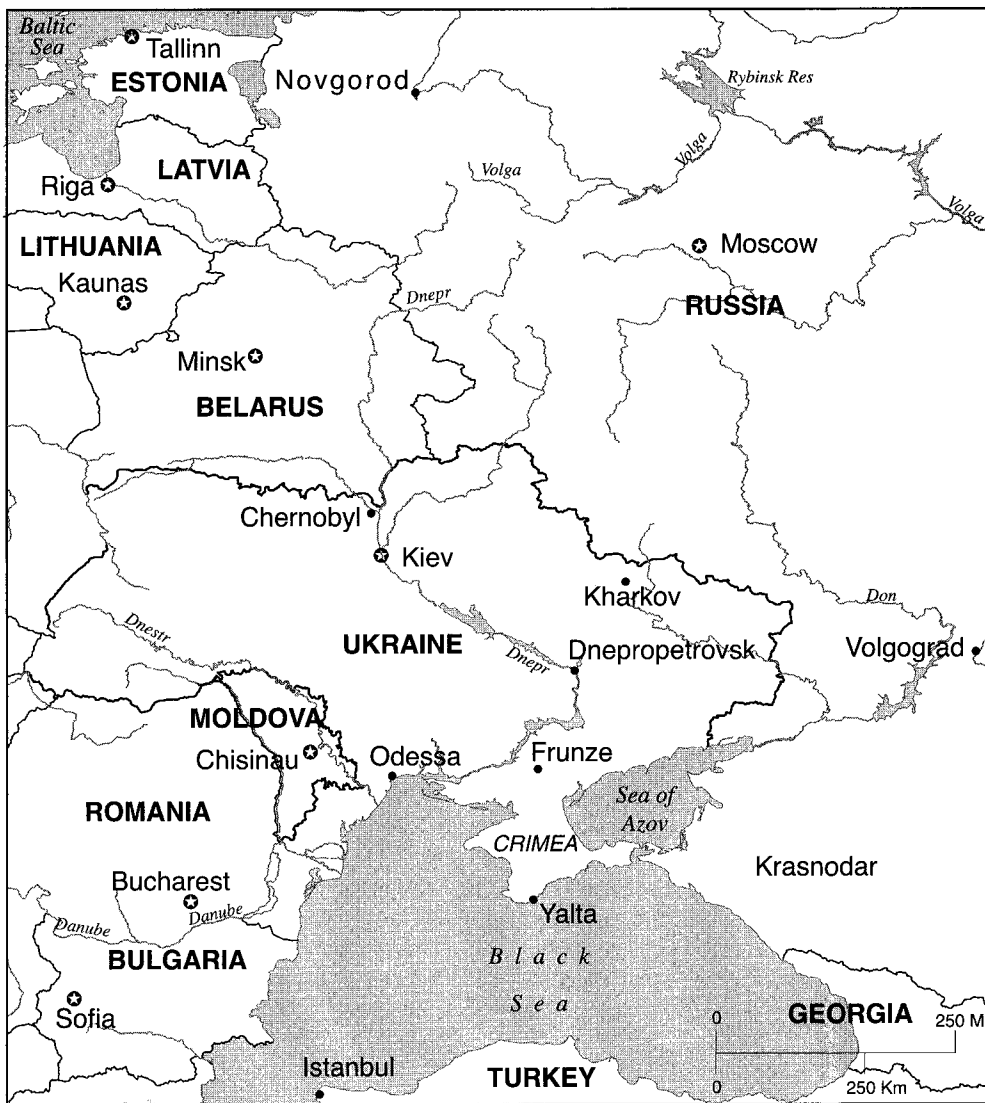 Baltic
Sea
Tallinn
ESTONIA
Novgorod
Rybinsk Res
LATVIA
Volga
Volga
Riga
Volga
LITHUANIA
Moscow
Kaunas
Dnepr
RUSSIA
Minsk
BELARUS
Chernobyl
Kiev
Kharkov
Don
Dnestr
UKRAINE
Dnepr
Dnepropetrovsk
Volgograd
MOLDOVA
Chisinau
Odessa
Frunze
ROMANIA
Sea of
Azov
CRIMEA
Krasnodar
Bucharest
Danube
Yalta
Danube
BULGARIA
Black
Sea
Sofia
GEORGIA
0
250 M
Istanbul
TURKEY
0
250 Km